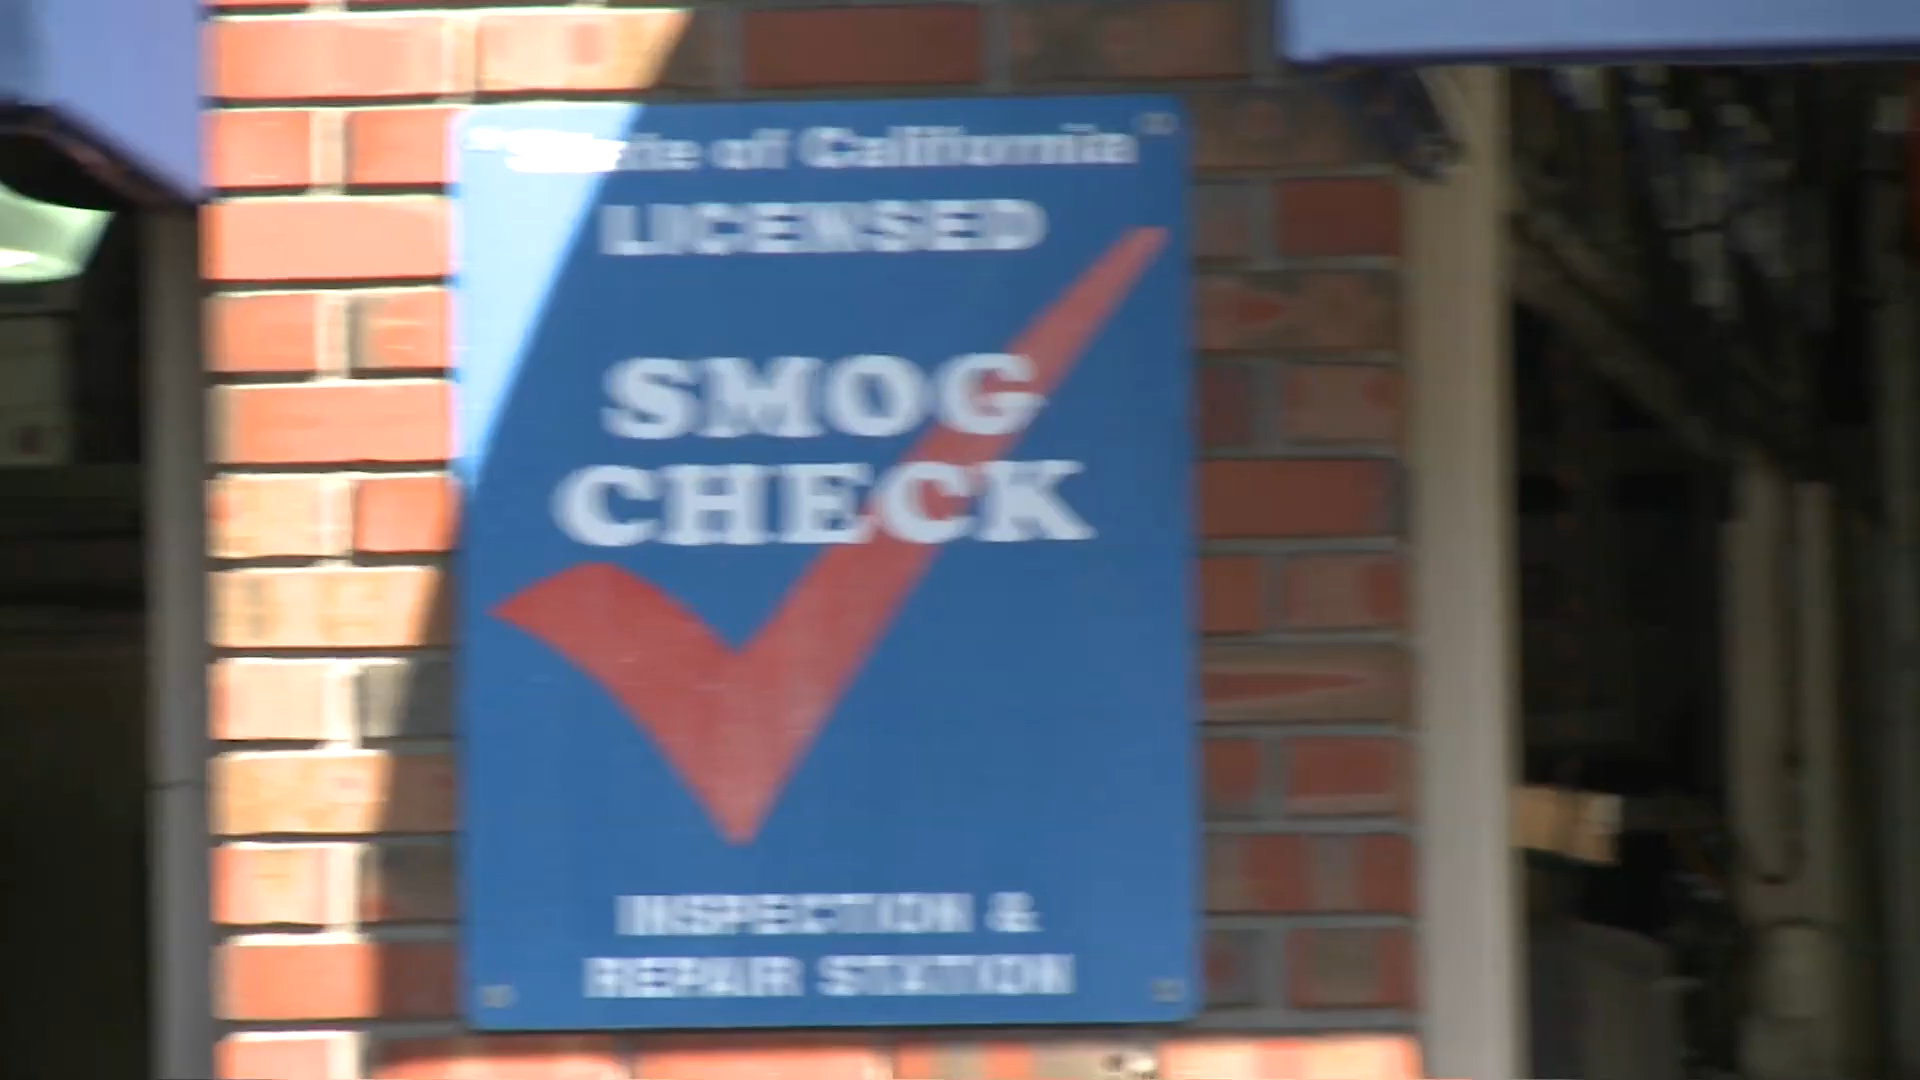 State of California
LICENSED
SMOG
CHECK
INSPECTION &
REPAIR STATION